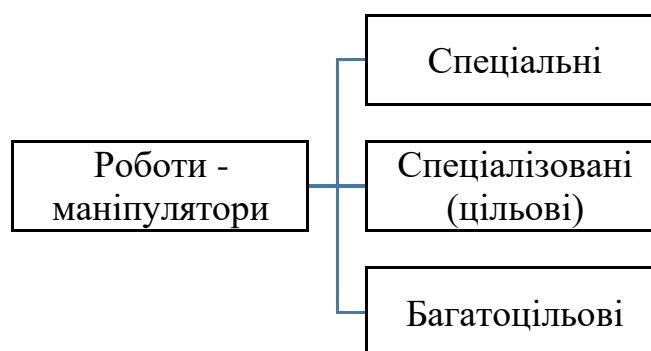 Роботи -
маніпулятори
Спеціальні
Спеціалізовані
(цільові)
Багатоцільові